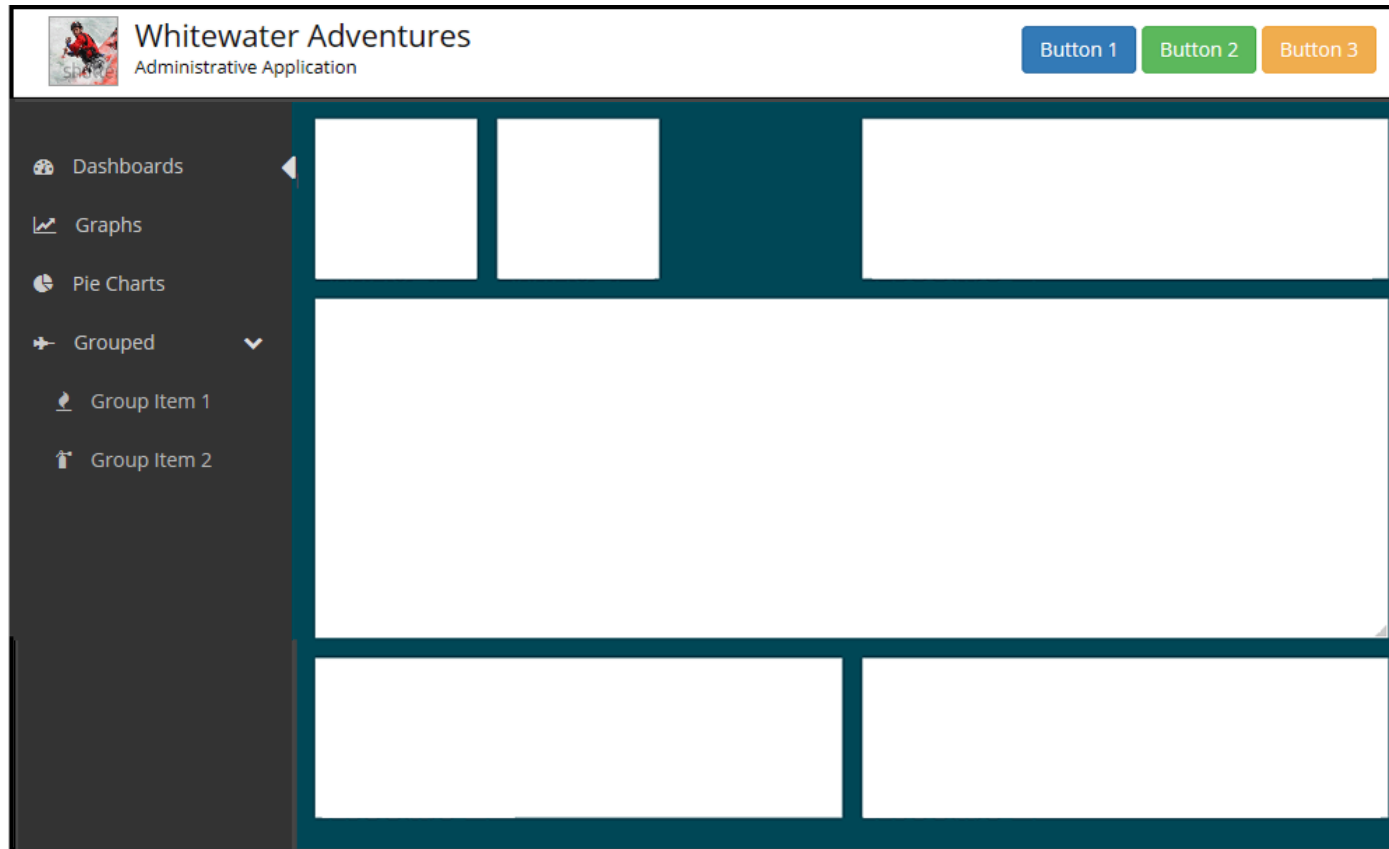 Whitewater Adventures
Administrative Application
Button 1
Button 2
Button 3
Dashboards
Graphs
Pie Charts
Grouped
Group Item 1
Group Item 2